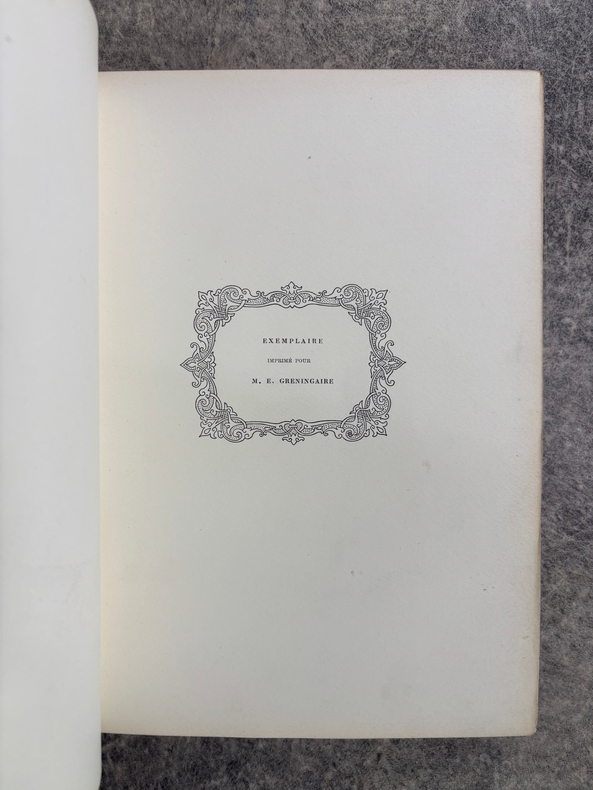 EXEMPLAIRE
IMPRIMÉ POUR
M. E. GRENINGAIRE